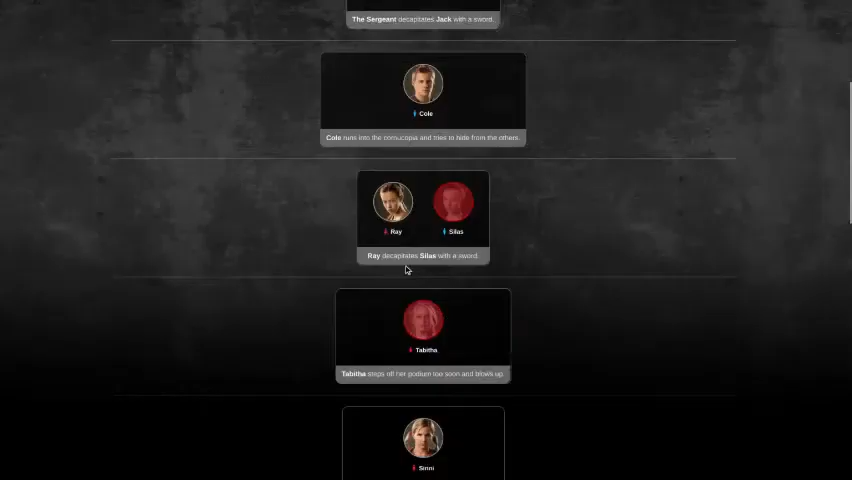 The Sergeant decapitates Jack with a sword.
Cole
Cole runs into the cornucopia and tries to hide from the others.
Ray Silas
Ray decapitates Silas with a sword.
Tabitha
Tabitha steps off her podium too soon and blows up.
Sinni